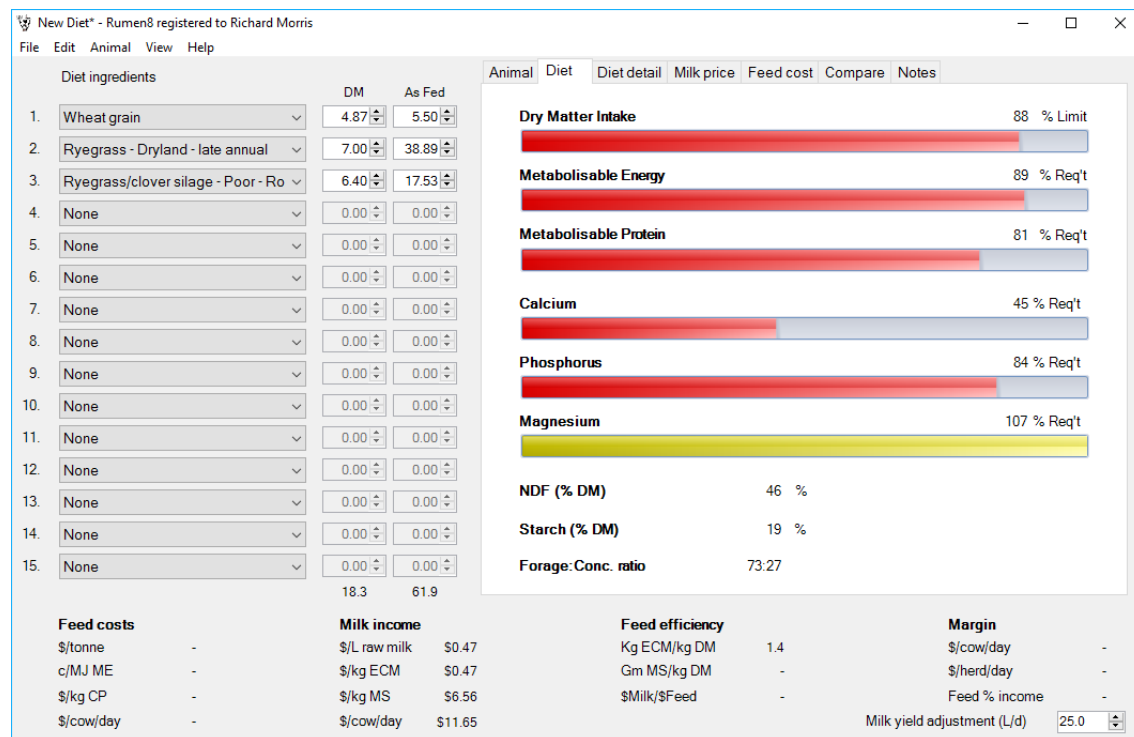 New Diet* - Rumen8 registered to Richard Morris
File Edit Animal View Help
Diet ingredients
DM As Fed
1. Wheat grain 4.87 5.50
2. Ryegrass - Dryland - late annual 7.00 38.89
3. Ryegrass/clover silage - Poor - Ro 6.40 17.53
4. None 0.00 0.00
5. None 0.00 0.00
6. None 0.00 0.00
7. None 0.00 0.00
8. None 0.00 0.00
9. None 0.00 0.00
10. None 0.00 0.00
11. None 0.00 0.00
12. None 0.00 0.00
13. None 0.00 0.00
14. None 0.00 0.00
15. None 0.00 0.00
18.3 61.9
Animal Diet Diet detail Milk price Feed cost Compare Notes
Dry Matter Intake 88 % Limit
Metabolisable Energy 89 % Req't
Metabolisable Protein 81 % Req't
Calcium 45 % Req't
Phosphorus 84 % Req't
Magnesium 107 % Req't
NDF (% DM) 46 %
Starch (% DM) 19 %
Forage:Conc. ratio 73:27
Feed costs
$/tonne -
c/MJ ME -
$/kg CP -
$/cow/day -
Milk income
$/L raw milk $0.47
$/kg ECM $0.47
$/kg MS $6.56
$/cow/day $11.65
Feed efficiency
Kg ECM/kg DM 1.4
Gm MS/kg DM -
$Milk/$Feed -
Margin
$/cow/day -
$/herd/day -
Feed % income -
Milk yield adjustment (L/d) 25.0